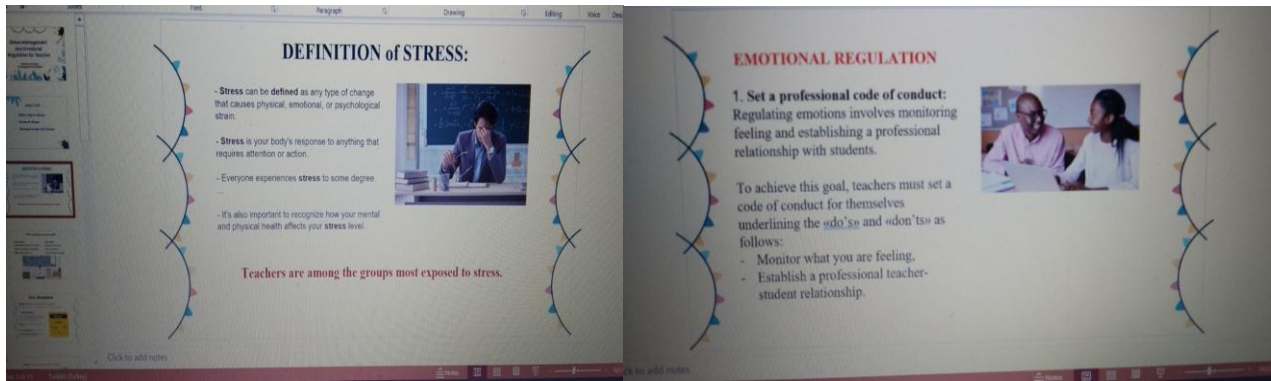 Font
Paragraph
Drawing
Editing
Voice
DEFINITION of STRESS:
- Stress can be defined as any type of change
that causes physical, emotional, or psychological
strain.
- Stress is your body's response to anything that
requires attention or action.
- Everyone experiences stress to some degree
...
- It's also important to recognize how your mental
and physical health affects your stress level.
Teachers are among the groups most exposed to stress.
Click to add notes
Notes
EMOTIONAL REGULATION
1. Set a professional code of conduct:
Regulating emotions involves monitoring
feeling and establishing a professional
relationship with students.
To achieve this goal, teachers must set a
code of conduct for themselves
underlining the «do's» and «don'ts» as
follows:
- Monitor what you are feeling,
- Establish a professional teacher-
student relationship.
to add notes
Notes